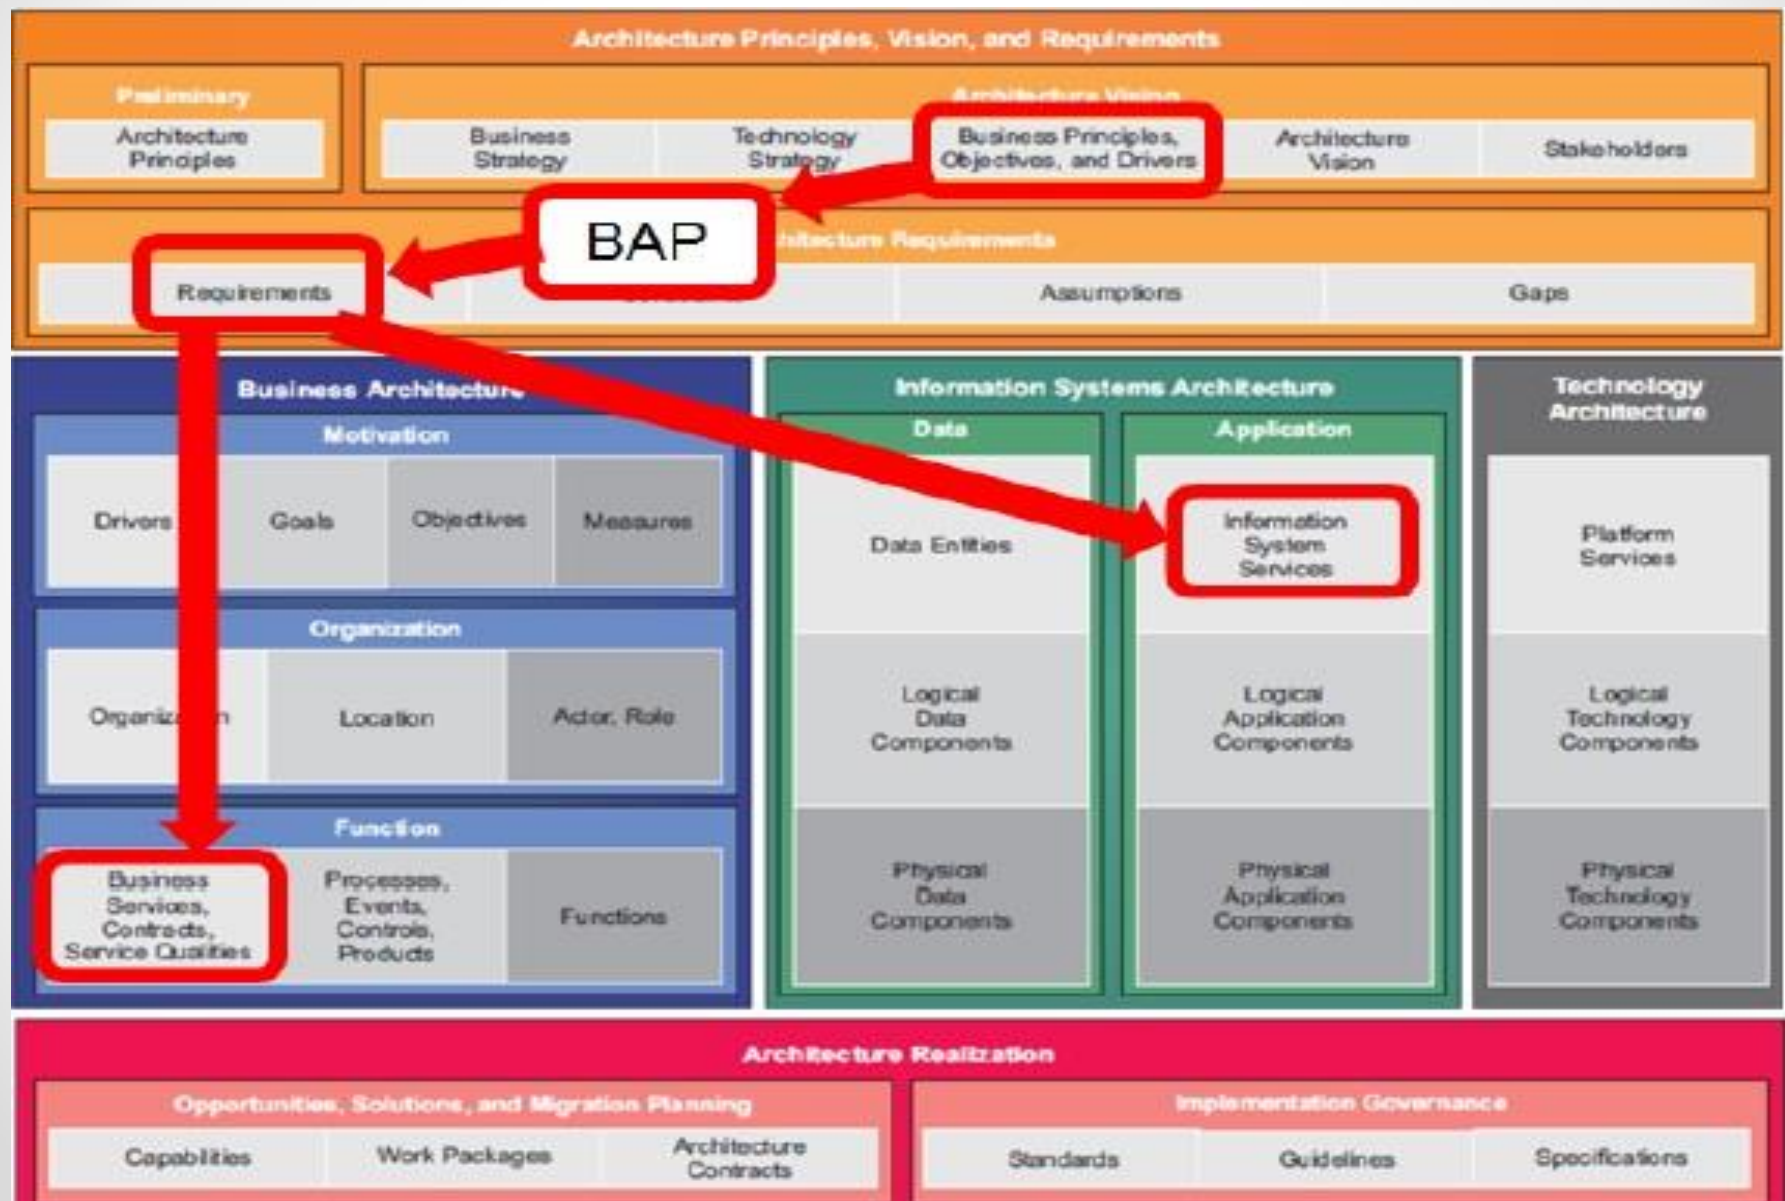 Architecture Principles, Vision, and Requirements
Preliminary
Architecture
Principles
Architecture Vision
Business
Strategy
Technology
Strategy
Business Principles,
Objectives, and Drivers
Architecture
Vision
Stakeholders
BAP
Requirements
Requirements
Assumptions
Gaps
Business Architecture
Motivation
Drivers
Goals
Objectives
Measures
Organization
Organization
Location
Actor, Role
Function
Business
Services,
Contracts,
Service Qualities
Processes,
Events,
Controls,
Products
Functions
Information Systems Architecture
Data
Data Entities
Logical
Data
Components
Physical
Data
Components
Application
Information
System
Services
Logical
Application
Components
Physical
Application
Components
Technology
Architecture
Platform
Services
Logical
Technology
Components
Physical
Technology
Components
Architecture Realization
Opportunities, Solutions, and Migration Planning
Capabilities
Work Packages
Architecture
Contracts
Implementation Governance
Standards
Guidelines
Specifications